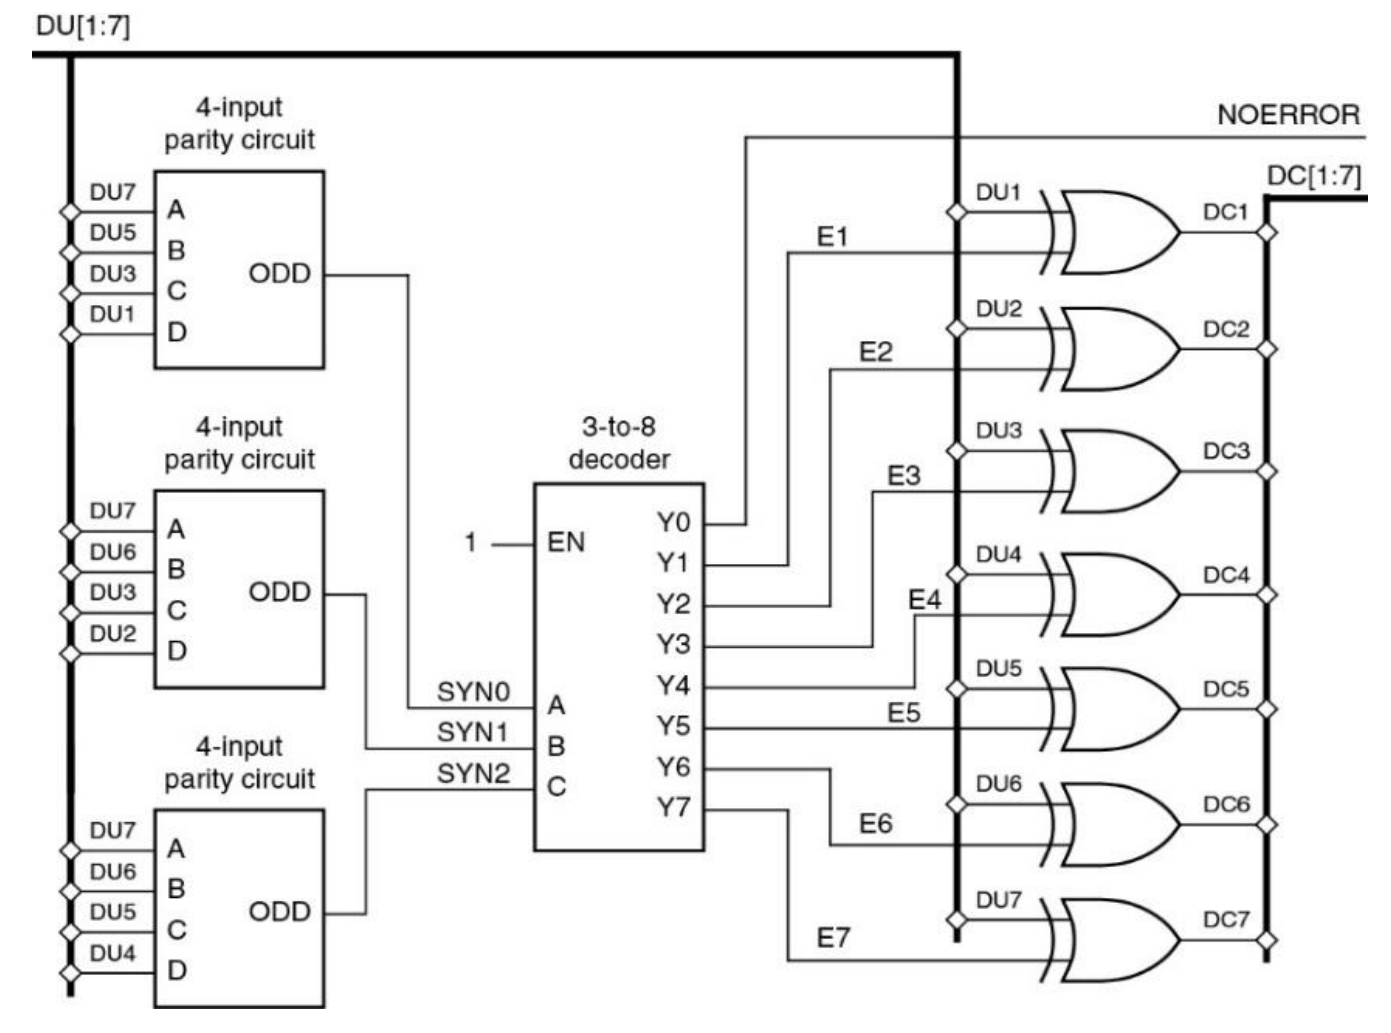 DU[1:7]
4-input
parity circuit
DU7
A
DU5
B
DU3
C
DU1
D
ODD
4-input
parity circuit
DU7
A
DU6
B
DU3
C
DU2
D
ODD
4-input
parity circuit
DU7
A
DU6
B
DU5
C
DU4
D
ODD
3-to-8
decoder
1
EN
SYN0
A
SYN1
B
SYN2
C
Y0
Y1
Y2
Y3
Y4
Y5
Y6
Y7
NOERROR
DC[1:7]
DU1
E1
DC1
DU2
E2
DC2
DU3
E3
DC3
DU4
E4
DC4
DU5
E5
DC5
DU6
E6
DC6
DU7
E7
DC7